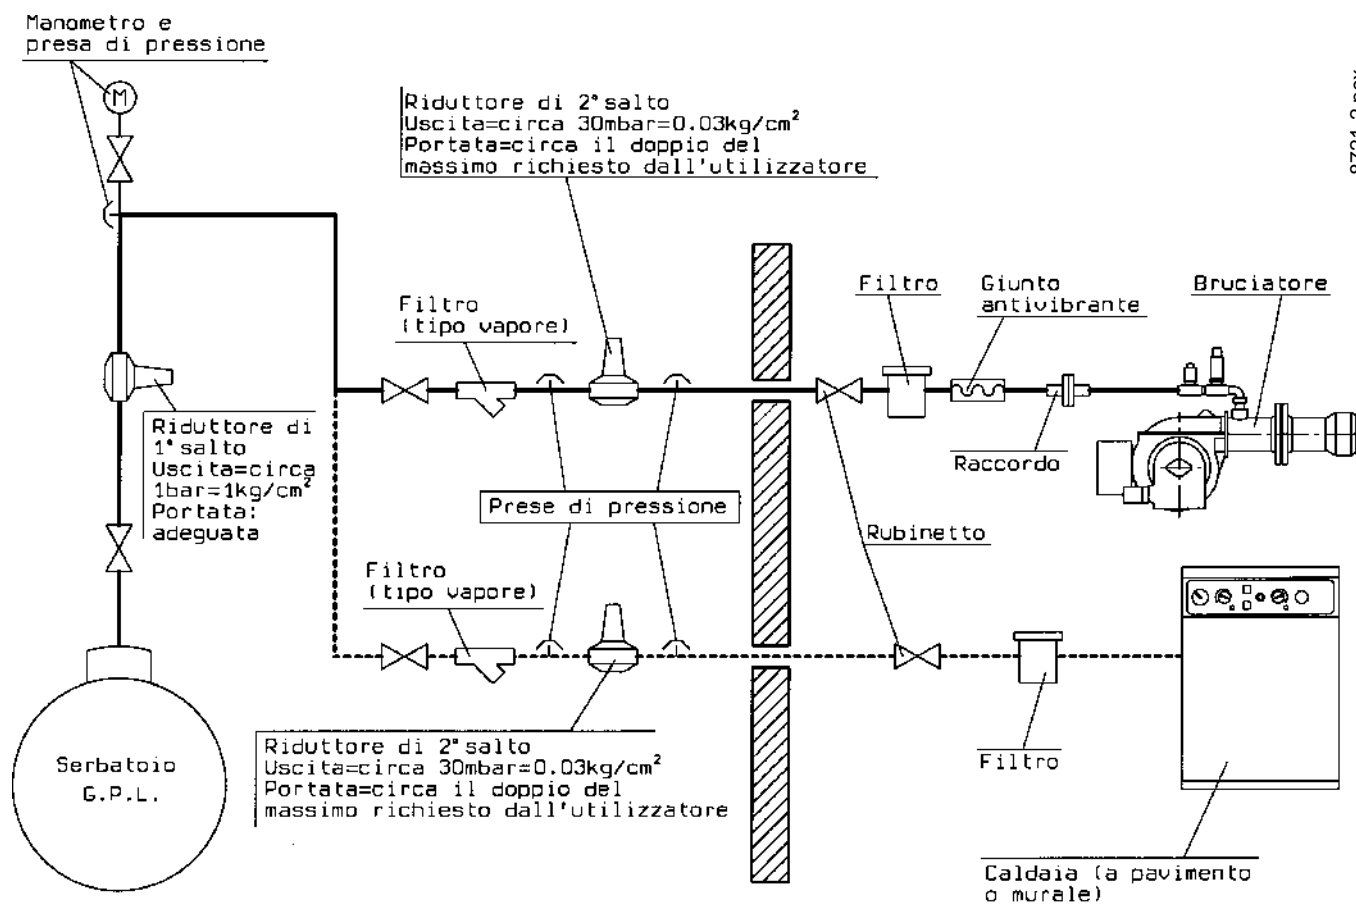 Manometro e
presa di pressione
M
Riduttore di 2°salto
Uscita=circa 30mbar=0.03kg/cm²
Portata=circa il doppio del
massimo richiesto dall'utilizzatore
Filtro
(tipo vapore)
Filtro
Giunto
antivibrante
Bruciatore
Riduttore di
1°salto
Uscita=circa
1bar=1kg/cm²
Portata:
adeguata
Raccordo
Prese di pressione
Rubinetto
Filtro
(tipo vapore)
Serbatoio
G.P.L.
Riduttore di 2°salto
Uscita=circa 30mbar=0.03kg/cm²
Portata=circa il doppio del
massimo richiesto dall'utilizzatore
Filtro
Caldaia (a pavimento
o murale)